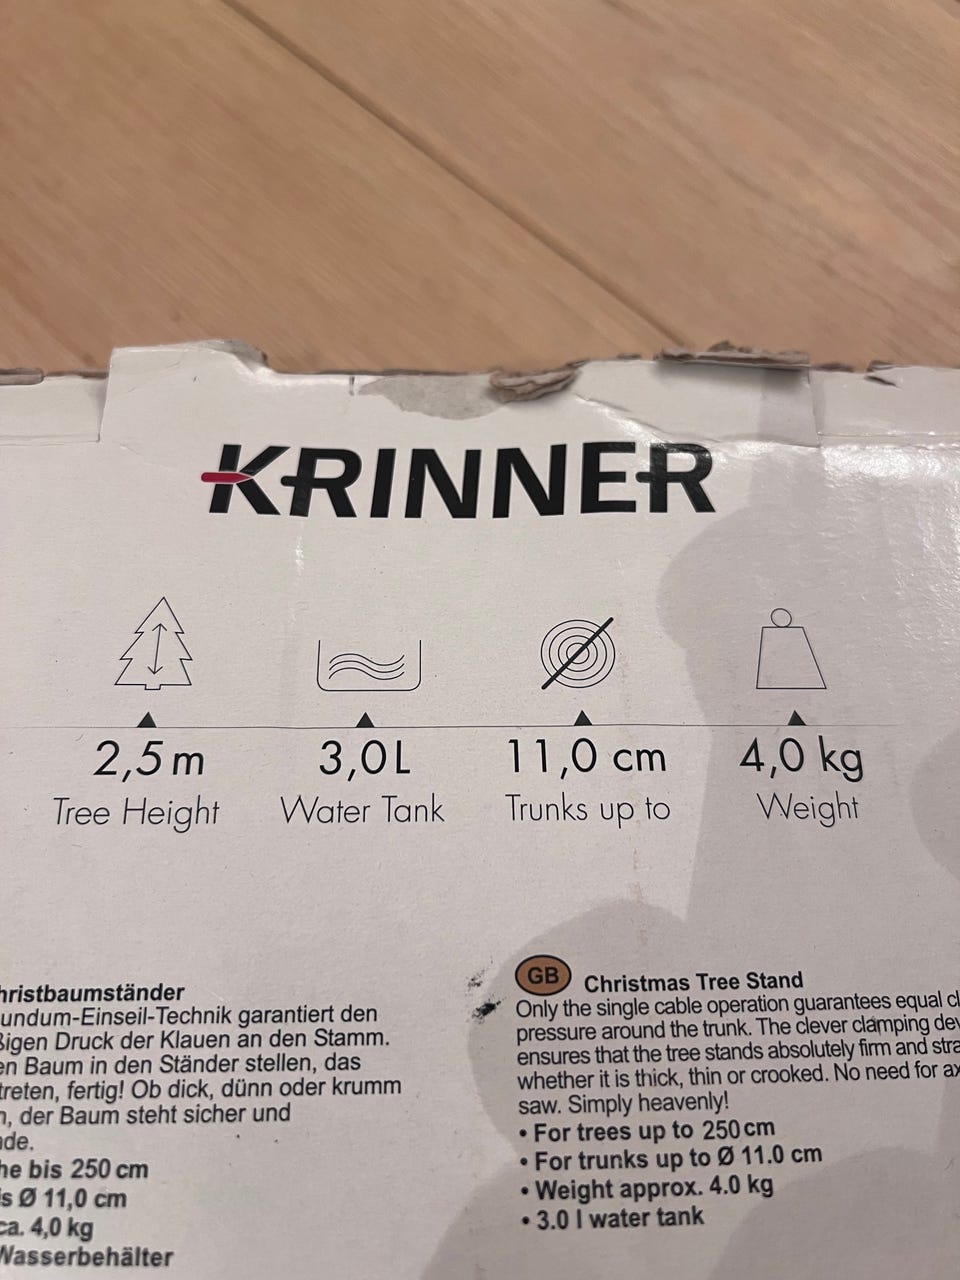 KRINNER
2,5 m 3,0 L 11,0 cm 4,0 kg
Tree Height Water Tank Trunks up to Weight
hristbaumständer
undum-Einseil-Technik garantiert den
ßigen Druck der Klauen an den Stamm.
en Baum in den Ständer stellen, das
treten, fertig! Ob dick, dünn oder krumm
n, der Baum steht sicher und
de.
he bis 250 cm
is Ø 11,0 cm
ca. 4,0 kg
Wasserbehälter
GB Christmas Tree Stand
Only the single cable operation guarantees equal cl
pressure around the trunk. The clever clamping dev
ensures that the tree stands absolutely firm and stra
whether it is thick, thin or crooked. No need for ax
saw. Simply heavenly!
• For trees up to 250 cm
• For trunks up to Ø 11.0 cm
• Weight approx. 4.0 kg
• 3.0 l water tank